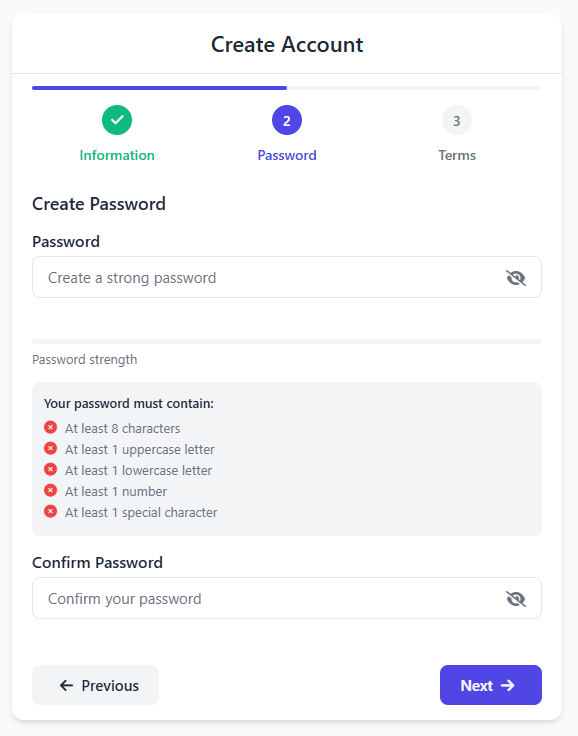 Create Account
2
3
Information
Password
Terms
Create Password
Password
Create a strong password
Password strength
Your password must contain:
At least 8 characters
At least 1 uppercase letter
At least 1 lowercase letter
At least 1 number
At least 1 special character
Confirm Password
Confirm your password
Previous
Next